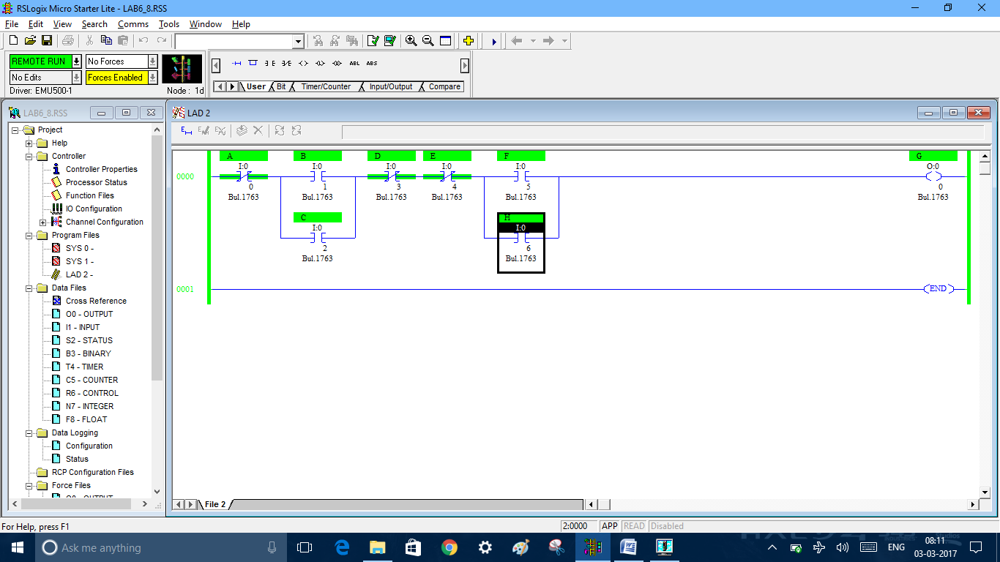 RSLogix Micro Starter Lite - LAB6_8.RSS
File Edit View Search Comms Tools Window Help
REMOTE RUN No Forces
No Edits Forces Enabled
Driver: EMU500-1 Node : 1d
ABL ABS
User Bit Timer/Counter Input/Output Compare
LAB6_8.RSS
Project
Help
Controller
Controller Properties
Processor Status
Function Files
IO Configuration
Channel Configuration
Program Files
SYS 0 -
SYS 1 -
LAD 2 -
Data Files
Cross Reference
O0 - OUTPUT
I1 - INPUT
S2 - STATUS
B3 - BINARY
T4 - TIMER
C5 - COUNTER
R6 - CONTROL
N7 - INTEGER
F8 - FLOAT
Data Logging
Configuration
Status
RCP Configuration Files
Force Files
O0 - OUTPUT
LAD 2
A B D E F G
I:0 I:0 I:0 I:0 I:0 O:0
0000
0 1 3 4 5 0
Bul.1763 Bul.1763 Bul.1763 Bul.1763 Bul.1763 Bul.1763
C H
I:0 I:0
2 6
Bul.1763 Bul.1763
0001 END
File 2
For Help, press F1
2:0000 APP READ Disabled
Ask me anything
ENG
08:11
03-03-2017